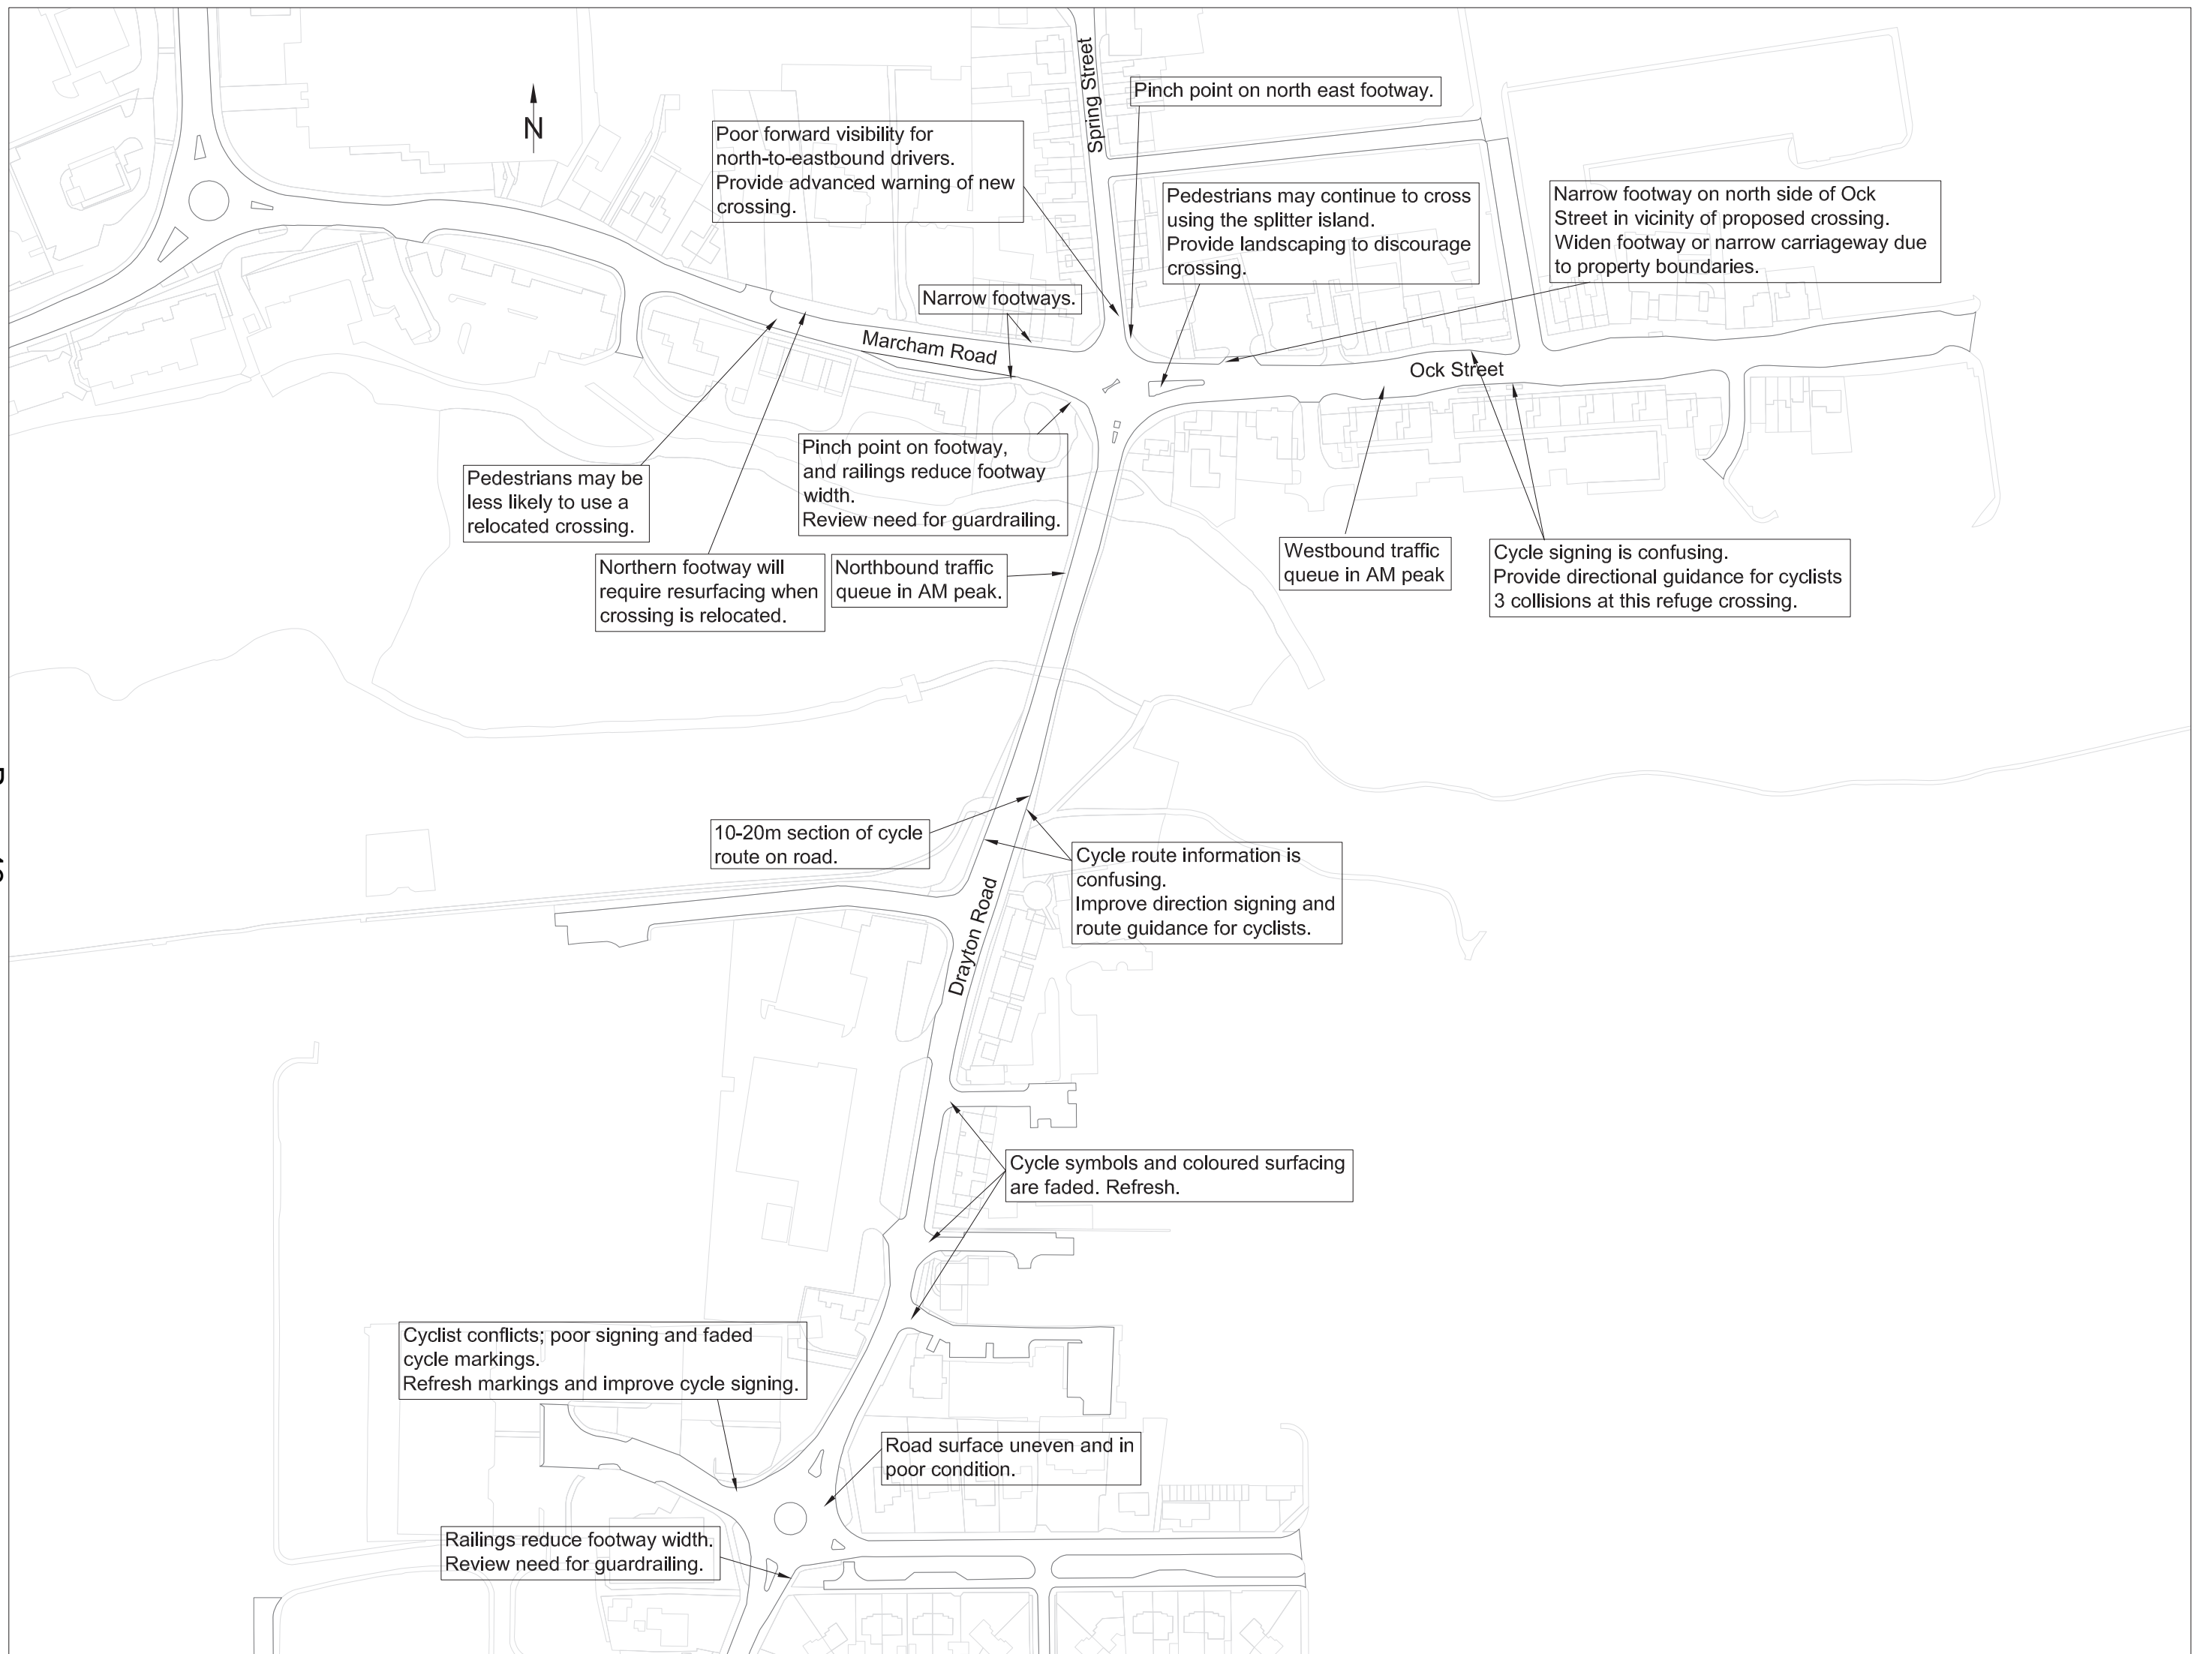 Spring Street
Pinch point on north east footway.
N
Poor forward visibility for
north-to-eastbound drivers.
Provide advanced warning of new
crossing.
Pedestrians may continue to cross
using the splitter island.
Provide landscaping to discourage
crossing.
Narrow footway on north side of Ock
Street in vicinity of proposed crossing.
Widen footway or narrow carriageway due
to property boundaries.
Narrow footways.
Marcham Road
Ock Street
Pinch point on footway,
and railings reduce footway
width.
Review need for guardrailing.
Pedestrians may be
less likely to use a
relocated crossing.
Northern footway will
require resurfacing when
crossing is relocated.
Northbound traffic
queue in AM peak.
Westbound traffic
queue in AM peak
Cycle signing is confusing.
Provide directional guidance for cyclists
3 collisions at this refuge crossing.
10-20m section of cycle
route on road.
Cycle route information is
confusing.
Improve direction signing and
route guidance for cyclists.
Drayton Road
Cycle symbols and coloured surfacing
are faded. Refresh.
Cyclist conflicts; poor signing and faded
cycle markings.
Refresh markings and improve cycle signing.
Road surface uneven and in
poor condition.
Railings reduce footway width.
Review need for guardrailing.